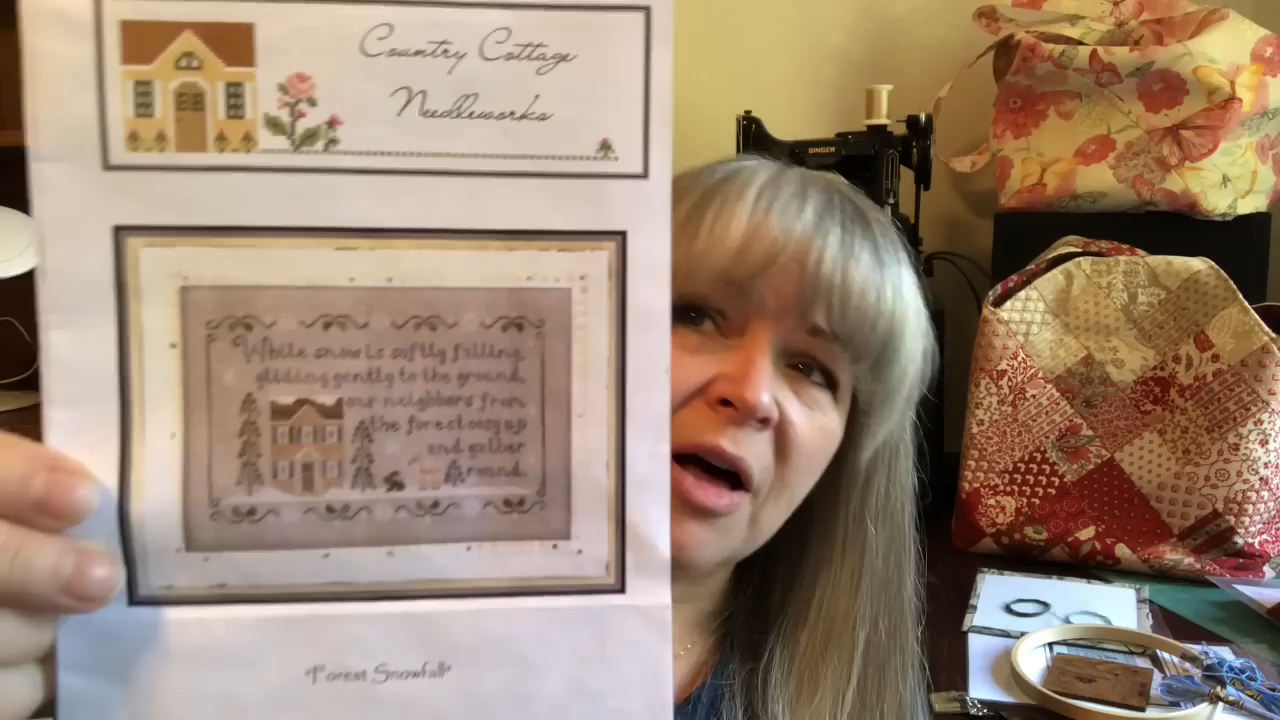 Country Cottage
Needleworks
While snow is softly falling,
gliding gently to the ground,
our neighbors from
the forest cozy up
and gather
round.
"Forest Snowfall"
SINGER